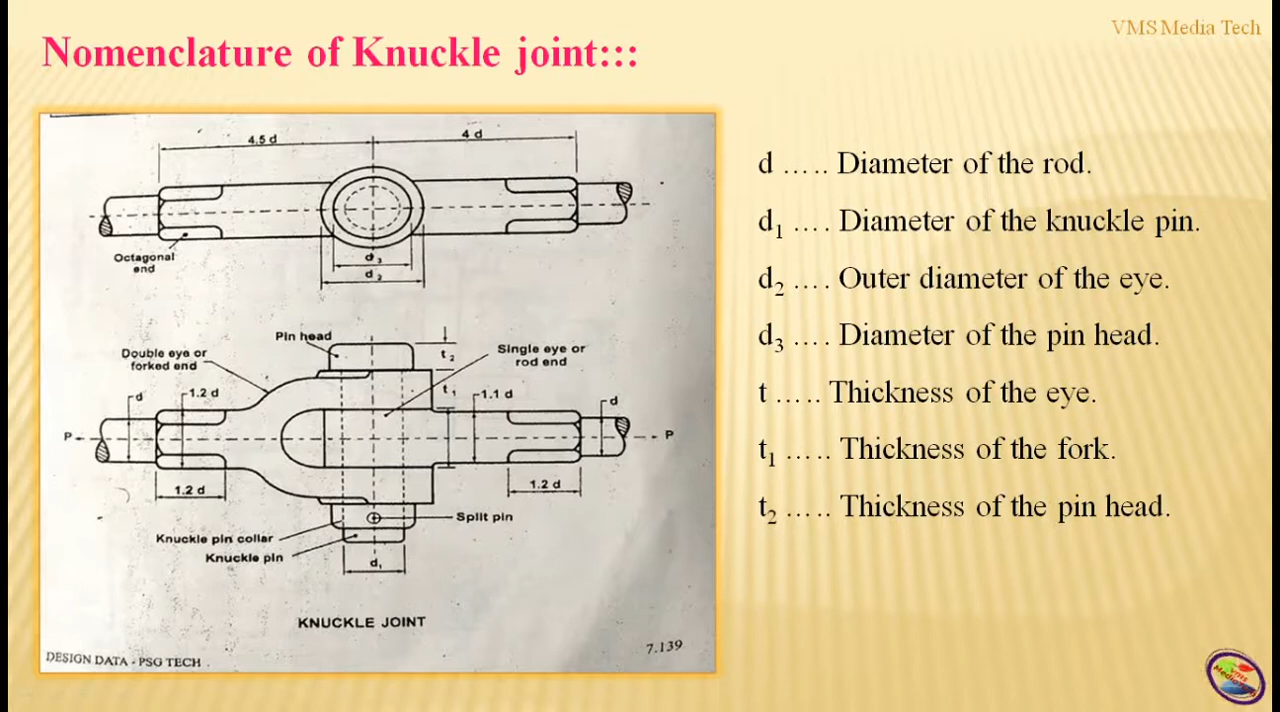 VMS Media Tech
Nomenclature of Knuckle joint:::
4.5 d
4 d
Octagonal
end
d₃
d₂
Pin head
t₂
Double eye or
forked end
Single eye or
rod end
d
1.2 d
t₁
1.1 d
d
P
P
1.2 d
1.2 d
Split pin
Knuckle pin collar
Knuckle pin
d₁
KNUCKLE JOINT
DESIGN DATA - PSG TECH
7.139
d ..... Diameter of the rod.
d₁ .... Diameter of the knuckle pin.
d₂ .... Outer diameter of the eye.
d₃ .... Diameter of the pin head.
t ..... Thickness of the eye.
t₁ ..... Thickness of the fork.
t₂ ..... Thickness of the pin head.
VMS